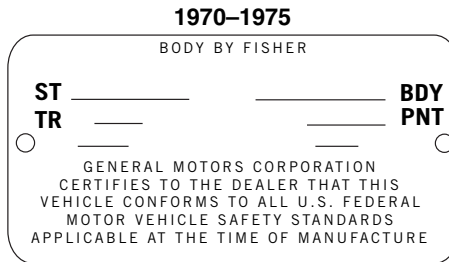 1970–1975
BODY BY FISHER
ST BDY
TR PNT
GENERAL MOTORS CORPORATION
CERTIFIES TO THE DEALER THAT THIS
VEHICLE CONFORMS TO ALL U.S. FEDERAL
MOTOR VEHICLE SAFETY STANDARDS
APPLICABLE AT THE TIME OF MANUFACTURE